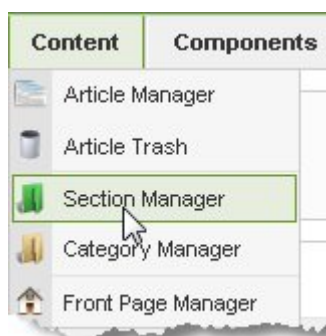 Content Components
Article Manager
Article Trash
Section Manager
Category Manager
Front Page Manager